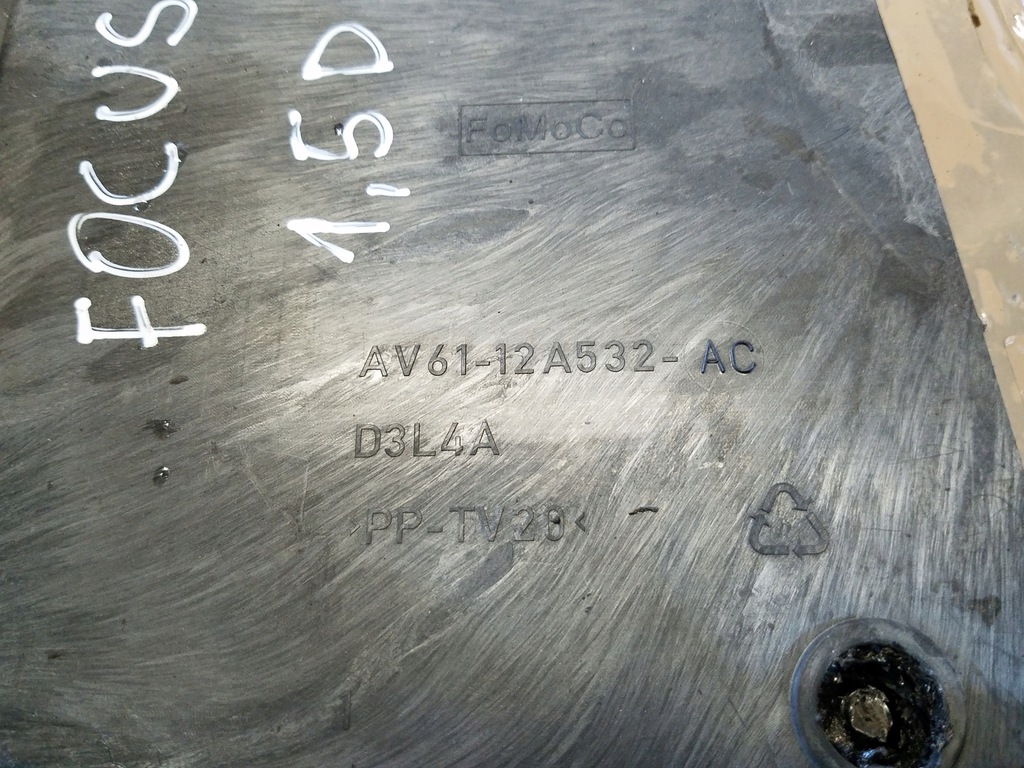 FOCUS
1,5D
FoMoCo
AV61-12A532-AC
D3L4A
>PP-TV20<